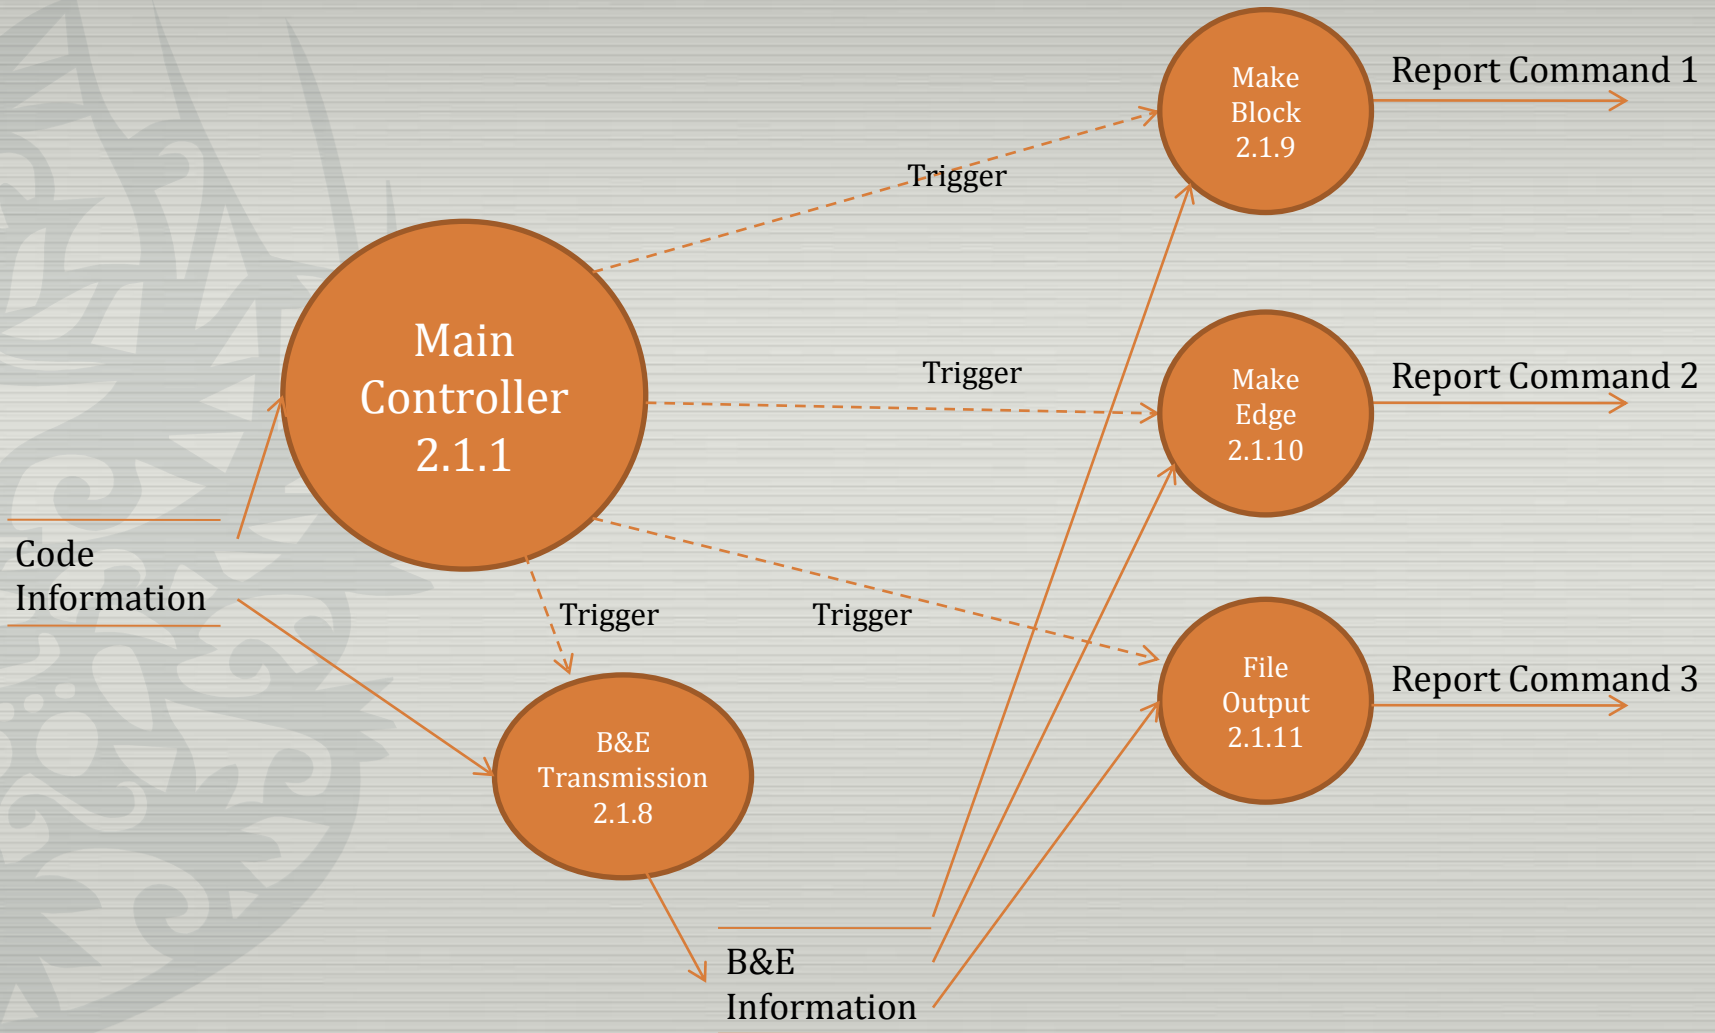 Make
Block
2.1.9
Report Command 1
Trigger
Main
Controller
2.1.1
Trigger
Make
Edge
2.1.10
Report Command 2
Code
Information
Trigger
Trigger
File
Output
2.1.11
Report Command 3
B&E
Transmission
2.1.8
B&E
Information